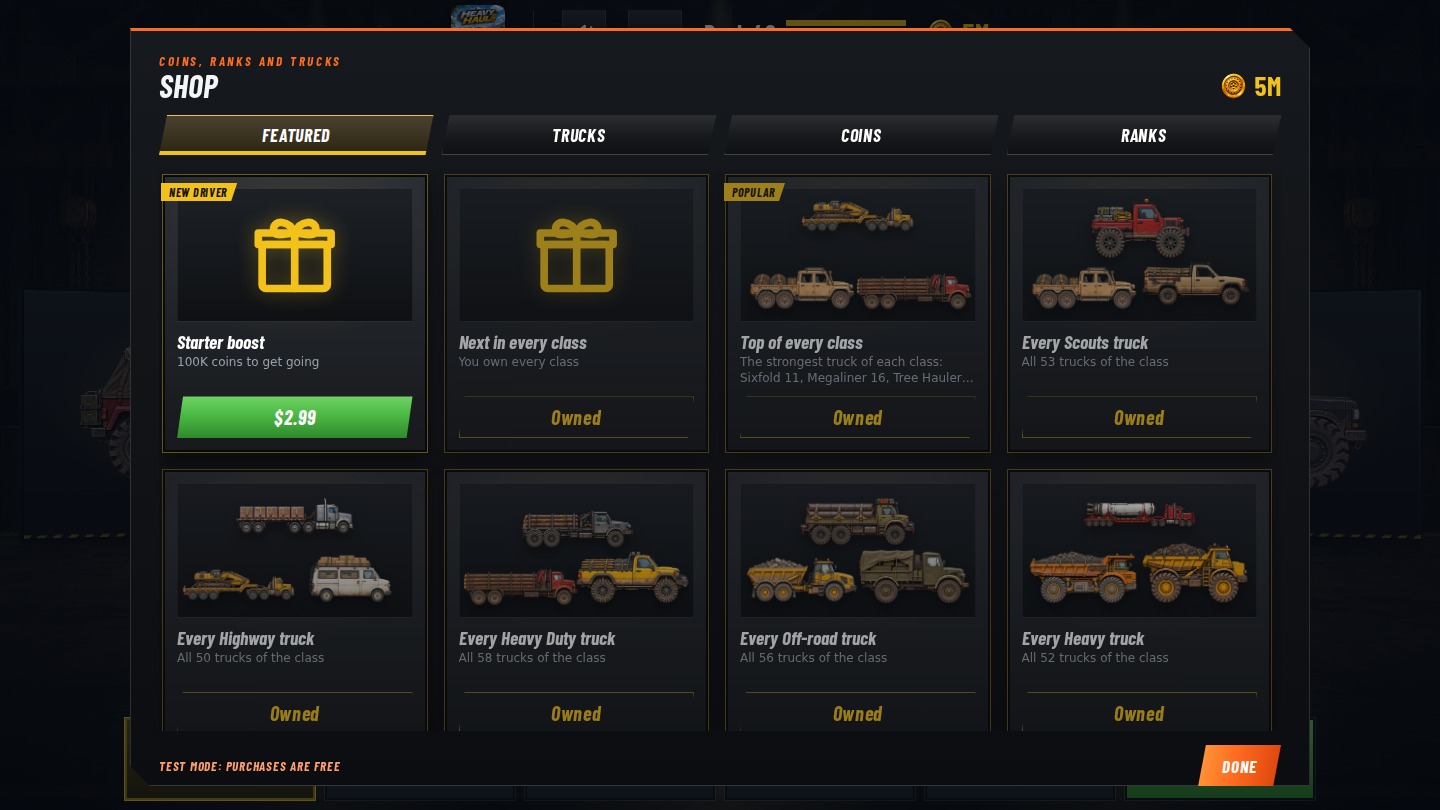 HEAVY
HAUL
5M
COINS, RANKS AND TRUCKS
SHOP
5M
FEATURED
TRUCKS
COINS
RANKS
NEW DRIVER
Starter boost
100K coins to get going
$2.99
Next in every class
You own every class
Owned
POPULAR
Top of every class
The strongest truck of each class:
Sixfold 11, Megaliner 16, Tree Hauler...
Owned
Every Scouts truck
All 53 trucks of the class
Owned
Every Highway truck
All 50 trucks of the class
Owned
Every Heavy Duty truck
All 58 trucks of the class
Owned
Every Off-road truck
All 56 trucks of the class
Owned
Every Heavy truck
All 52 trucks of the class
Owned
TEST MODE: PURCHASES ARE FREE
DONE